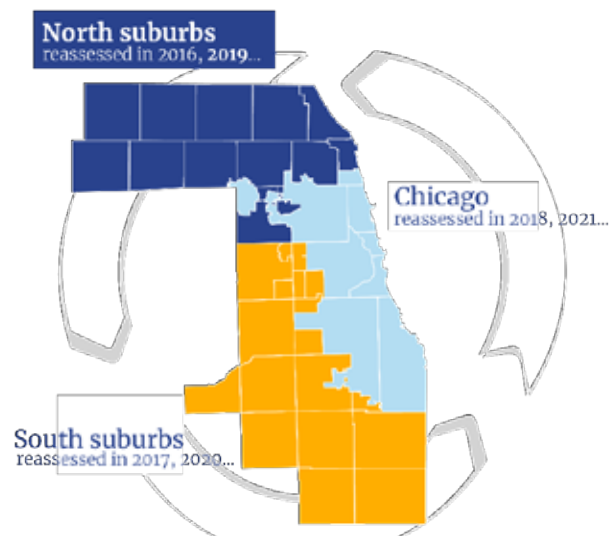 North suburbs
reassessed in 2016, 2019...
Chicago
reassessed in 2018, 2021...
South suburbs
reassessed in 2017, 2020...